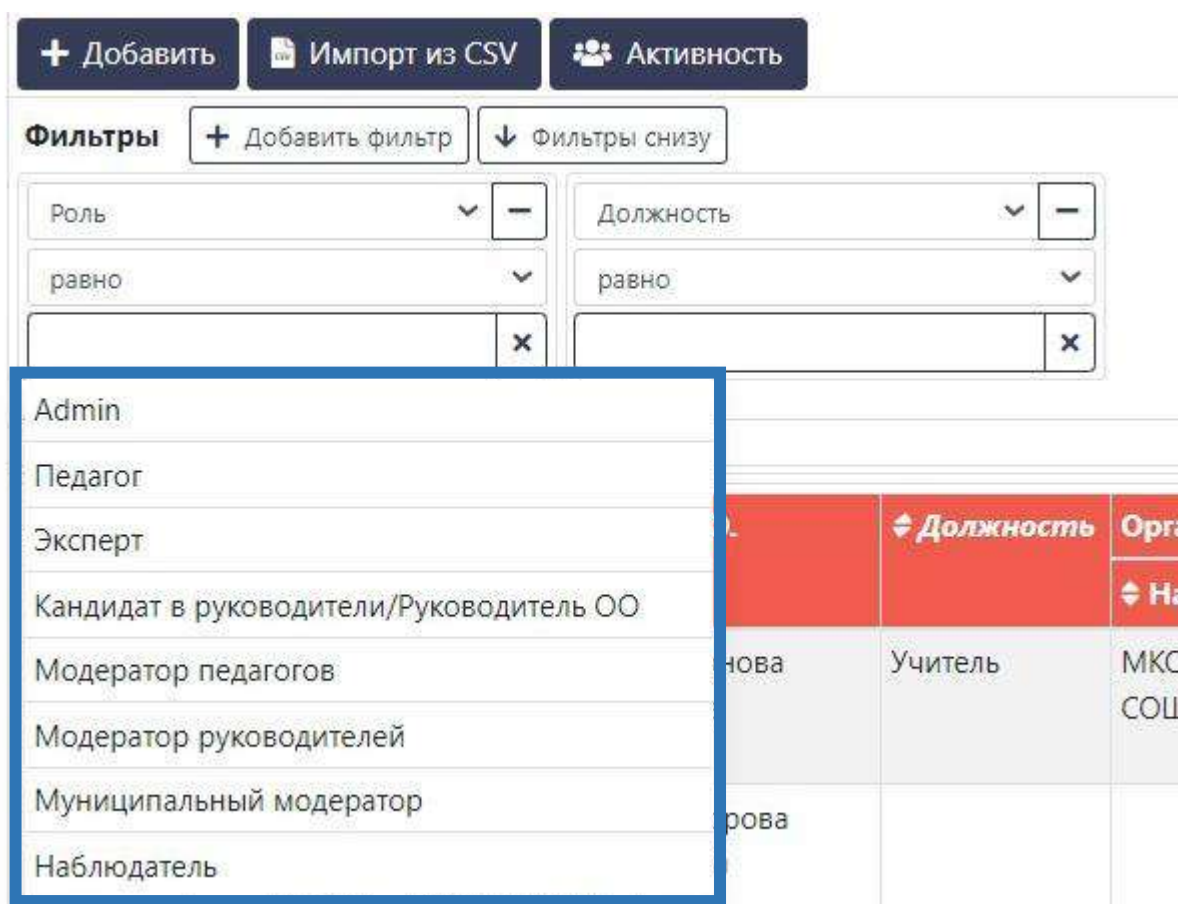 Добавить
Импорт из CSV
Активность
Фильтры
Добавить фильтр
Фильтры снизу
Роль
Должность
равно
равно
Admin
Педагог
Эксперт
Кандидат в руководители/Руководитель ОО
Модератор педагогов
Модератор руководителей
Муниципальный модератор
Наблюдатель
Должность
Учитель